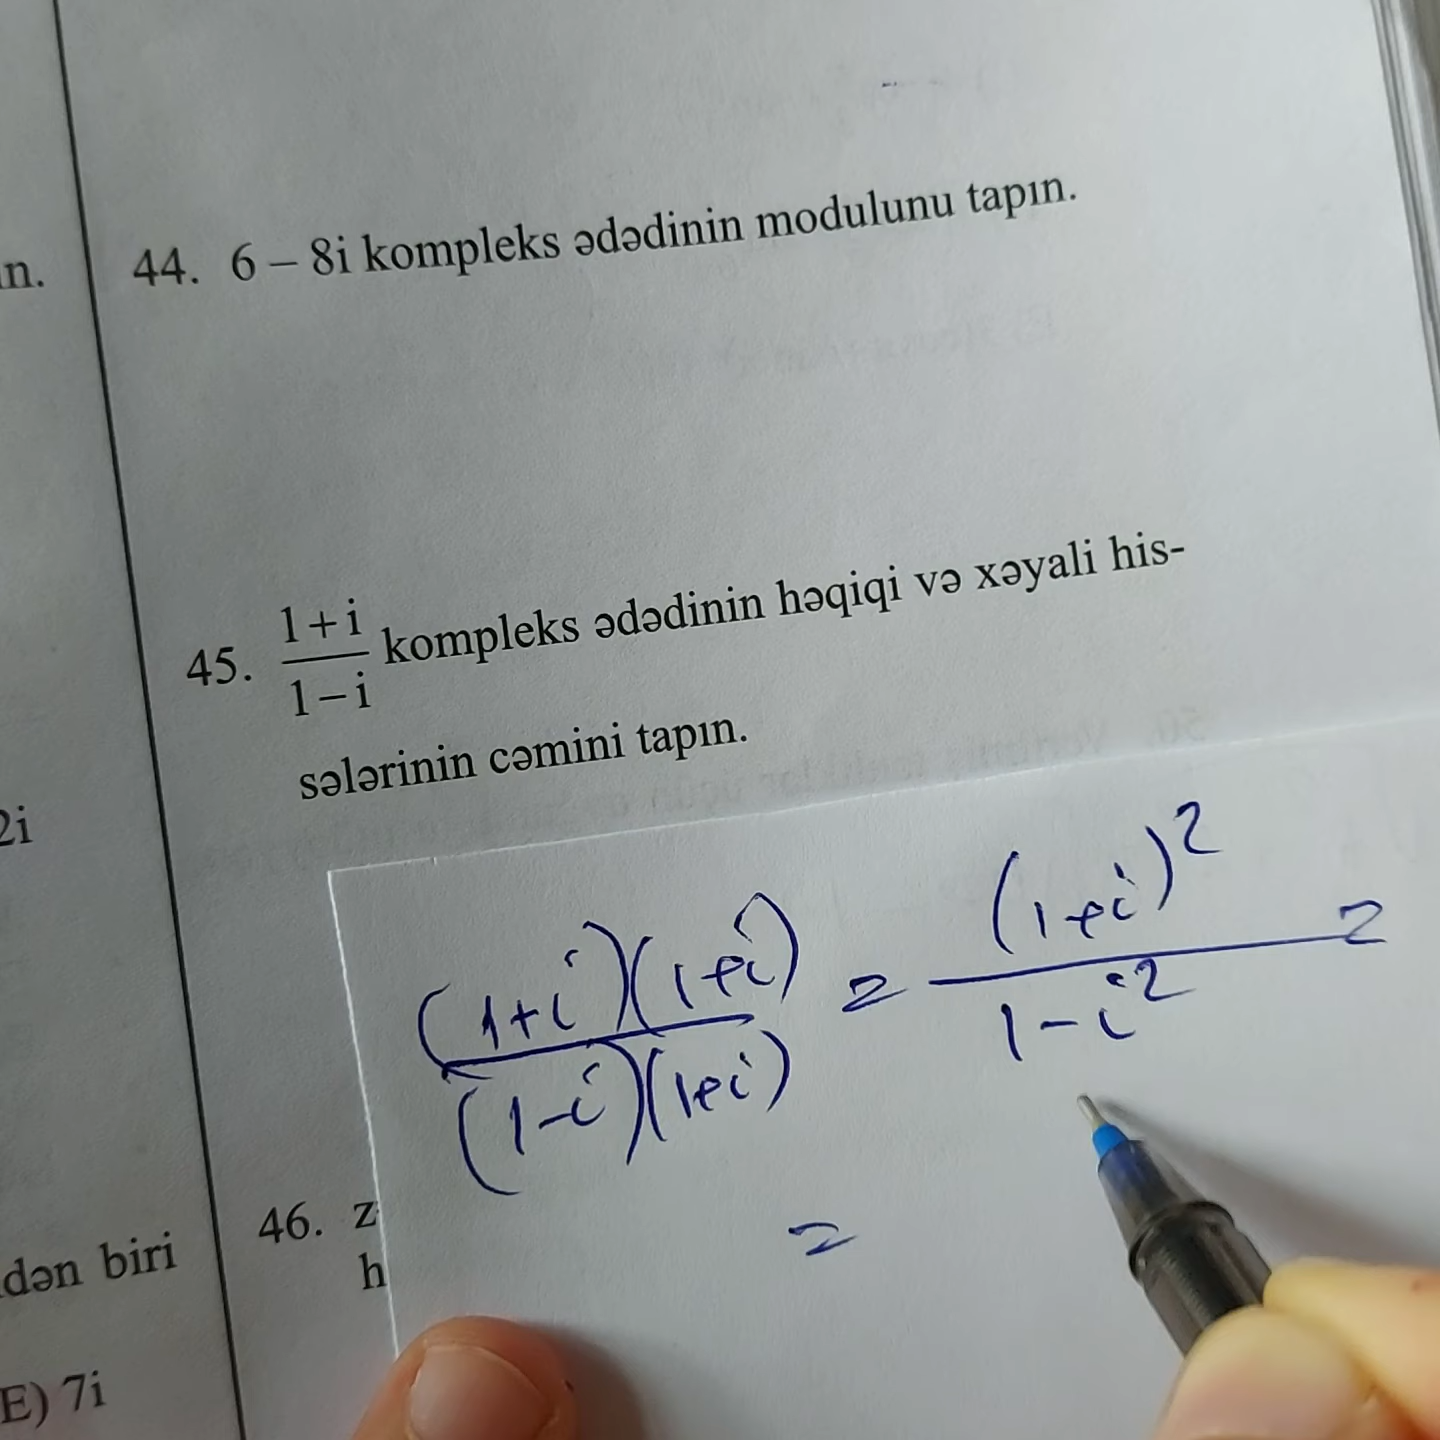 n.
44. 6 – 8i kompleks ədədinin modulunu tapın.
45. 1+i/1–i kompleks ədədinin həqiqi və xəyali his-
sələrinin cəmini tapın.
2i
(1+i)(1+i)/(1-i)(1+i) = (1+i)²/1-i² =
=
46. z
h
dən biri
E) 7i